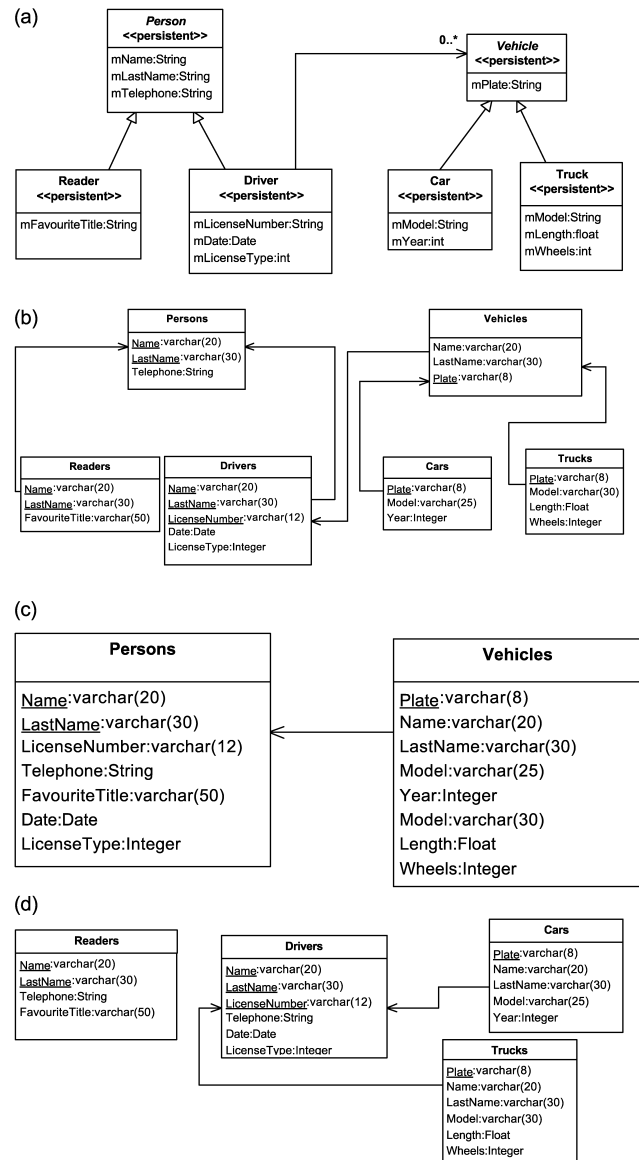 (a)
Person
<<persistent>>
mName:String
mLastName:String
mTelephone:String
0..*
Vehicle
<<persistent>>
mPlate:String
Reader
<<persistent>>
mFavouriteTitle:String
Driver
<<persistent>>
mLicenseNumber:String
mDate:Date
mLicenseType:int
Car
<<persistent>>
mModel:String
mYear:int
Truck
<<persistent>>
mModel:String
mLength:float
mWheels:int
(b)
Persons
Name:varchar(20)
LastName:varchar(30)
Telephone:String
Vehicles
Name:varchar(20)
LastName:varchar(30)
Plate:varchar(8)
Readers
Name:varchar(20)
LastName:varchar(30)
FavouriteTitle:varchar(50)
Drivers
Name:varchar(20)
LastName:varchar(30)
LicenseNumber:varchar(12)
Date:Date
LicenseType:Integer
Cars
Plate:varchar(8)
Model:varchar(25)
Year:Integer
Trucks
Plate:varchar(8)
Model:varchar(30)
Length:Float
Wheels:Integer
(c)
Persons
Name:varchar(20)
LastName:varchar(30)
LicenseNumber:varchar(12)
Telephone:String
FavouriteTitle:varchar(50)
Date:Date
LicenseType:Integer
Vehicles
Plate:varchar(8)
Name:varchar(20)
LastName:varchar(30)
Model:varchar(25)
Year:Integer
Model:varchar(30)
Length:Float
Wheels:Integer
(d)
Readers
Name:varchar(20)
LastName:varchar(30)
Telephone:String
FavouriteTitle:varchar(50)
Drivers
Name:varchar(20)
LastName:varchar(30)
LicenseNumber:varchar(12)
Telephone:String
Date:Date
LicenseType:Integer
Cars
Plate:varchar(8)
Name:varchar(20)
LastName:varchar(30)
Model:varchar(25)
Year:Integer
Trucks
Plate:varchar(8)
Name:varchar(20)
LastName:varchar(30)
Model:varchar(30)
Length:Float
Wheels:Integer